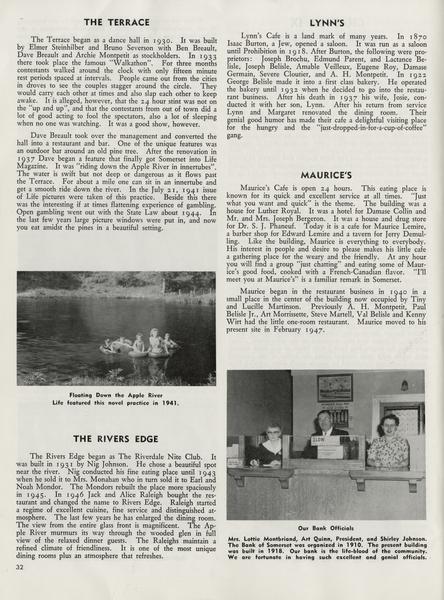 THE TERRACE
The Terrace began as a dance hall in 1930. It was built
by Elmer Steinhilber and Bruno Severson with Ben Breault,
Dave Breault and Archie Montpetit as stockholders. In 1933
there took place the famous "Walkathon". For three months
contestants walked around the clock with only fifteen minute
rest periods spaced at intervals. People came from the cities
in droves to see the couples stagger around the circle. They
would carry each other at times and also slap each other to keep
awake. It is alleged, however, that the 24 hour stint was not on
the "up and up", and that the contestants from out of town did a
lot of good acting to fool the spectators, also a lot of sleeping
when no one was watching. It was a good show, however.
Dave Breault took over the management and converted the
hall into a restaurant and bar. One of the unique features was
an outdoor bar around an old pine tree. After the renovation in
1937 Dave began a feature that finally got Somerset into Life
Magazine. It was "riding down the Apple River in innertubes".
The water is swift but not deep or dangerous as it flows past
the Terrace. For about a mile one can sit in an innertube and
get a smooth ride down the river. In the July 21, 1941 issue
of Life pictures were taken of this practice. Beside this there
was the interesting if at times flattening experience of gambling.
Open gambling went out with the State law about 1944. In
the last few years large picture windows were put in, and now
you eat amidst the pines in a beautiful setting.
Floating Down the Apple River
Life featured this novel practice in 1941.
THE RIVERS EDGE
The Rivers Edge began as The Riverdale Nite Club. It
was built in 1931 by Nig Johnson. He chose a beautiful spot
near the river. Nig conducted his fine eating place until 1943
when he sold it to Mrs. Monahan who in turn sold it to Earl and
Noah Mondor. The Mondors rebuilt the place more spaciously
in 1945. In 1946 Jack and Alice Raleigh bought the res-
taurant and changed the name to Rivers Edge. Raleigh started
a regime of excellent cuisine, fine service and distinguished at-
mosphere. The last few years he has enlarged the dining room.
The view from the entire glass front is magnificent. The Ap-
ple River murmurs its way through the wooded glen in full
view of the relaxed dinner guests. The Raleighs maintain a
refined climate of friendliness. It is one of the most unique
dining rooms plus an atmosphere that refreshes.
32
LYNN'S
Lynn's Cafe is a land mark of many years. In 1870
Isaac Burton, a Jew, opened a saloon. It was run as a saloon
until Prohibition in 1918. After Burton, the following were pro-
prietors: Joseph Brochu, Edmund Parent, and Lactance Be-
lisle, Joseph Belisle, Amable Veilleux, Eugene Roy, Damase
Germain, Severe Cloutier, and A. H. Montpetit. In 1922
George Belisle made it into a first class bakery. He operated
the bakery until 1932 when he decided to go into the restau-
rant business. After his death in 1937 his wife, Josie, con-
ducted it with her son, Lynn. After his return from service
Lynn and Margaret renovated the dining room. Their
genial good humor has made their cafe a delightful visiting place
for the hungry and the "just-dropped-in-for-a-cup-of-coffee"
gang.
MAURICE'S
Maurice's Cafe is open 24 hours. This eating place is
known for its quick and excellent service at all times. "Just
what you want and quick" is the theme. The building was a
house for Luther Royal. It was a hotel for Damase Collin and
Mr. and Mrs. Joseph Bergeron. It was a house and drug store
for Dr. S. J. Phaneuf. Today it is a cafe for Maurice Lemire,
a barber shop for Edward Lemire and a tavern for Jerry Demul-
ling. Like the building, Maurice is everything to everybody.
His interest in people and desire to please makes his little cafe
a gathering place for the weary and the friendly. At any hour
you will find a group "just chatting" and eating some of Maur-
ice's good food, cooked with a French-Canadian flavor. "I'll
meet you at Maurice's" is a familiar remark in Somerset.
Maurice began in the restaurant business in 1940 in a
small place in the center of the building now occupied by Tiny
and Lucille Martinson. Previously A. H. Montpetit, Paul
Belisle Jr., Art Morrissette, Steve Martell, Val Belisle and Kenny
Wirt had the little one-room restaurant. Maurice moved to his
present site in February 1947.
Our Bank Officials
Mrs. Lottie Montbriand, Art Quinn, President, and Shirley Johnson.
The Bank of Somerset was organized in 1910. The present building
was built in 1918. Our bank is the life-blood of the community.
We are fortunate in having such excellent and genial officials.